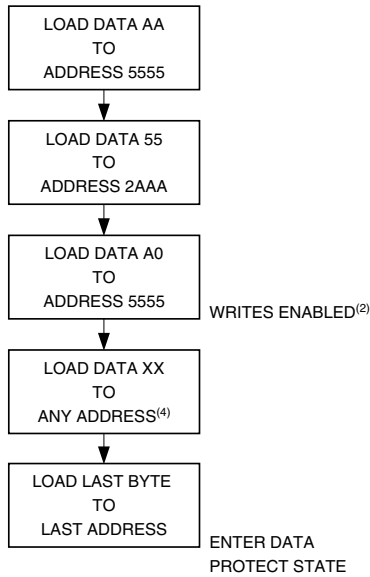 LOAD DATA AA
TO
ADDRESS 5555
LOAD DATA 55
TO
ADDRESS 2AAA
LOAD DATA A0
TO
ADDRESS 5555
WRITES ENABLED(2)
LOAD DATA XX
TO
ANY ADDRESS(4)
LOAD LAST BYTE
TO
LAST ADDRESS
ENTER DATA
PROTECT STATE